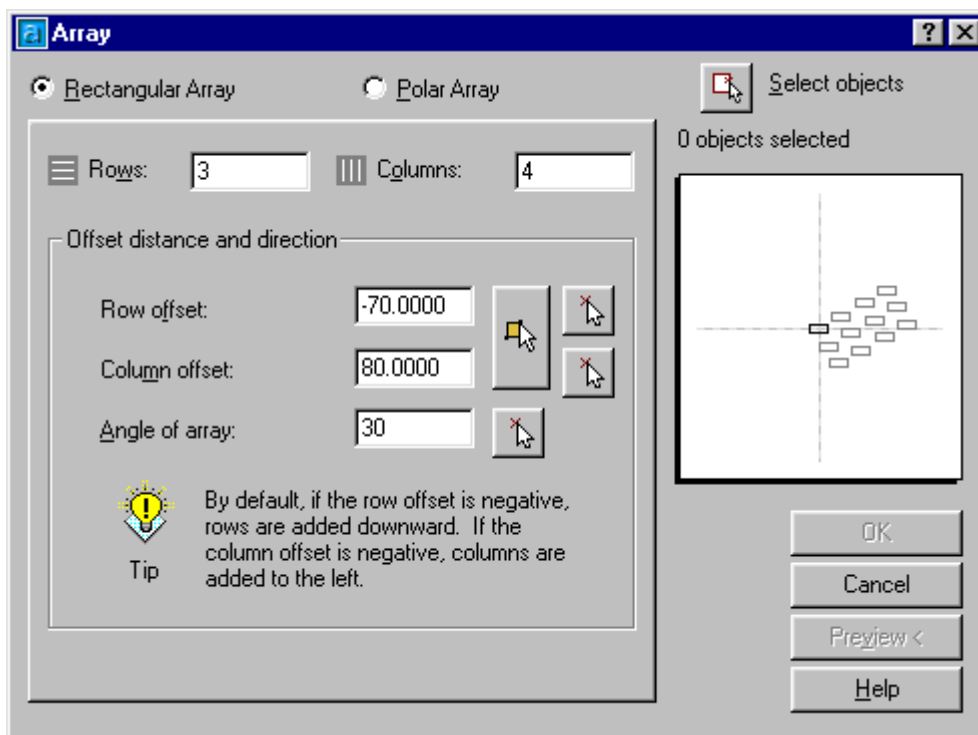 a Array
Rectangular Array Polar Array Select objects
0 objects selected
Rows: 3 Columns: 4
Offset distance and direction
Row offset: -70.0000
Column offset: 80.0000
Angle of array: 30
By default, if the row offset is negative,
rows are added downward. If the
column offset is negative, columns are
added to the left.
Tip
OK
Cancel
Preview <
Help